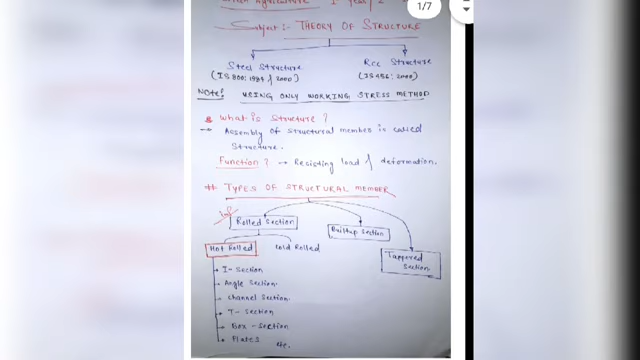 1/7
Subject :- THEORY OF STRUCTURE
Steel Structure
Rcc Structure
(IS 800: 1984 / 2000)
(IS 456: 2000)
NOTE! USING ONLY WORKING STRESS METHOD
What is Structure ?
→ Assembly of structural member is called
Structure.
Function ? → Resisting load / deformation.
# TYPES OF STRUCTURAL MEMBER
Imp
Rolled Section
Builtup Section
Tappered
Section
Hot Rolled
Cold Rolled
I- Section
Angle Section.
Channel Section.
T- Section
Box - Section
Plates
etc.